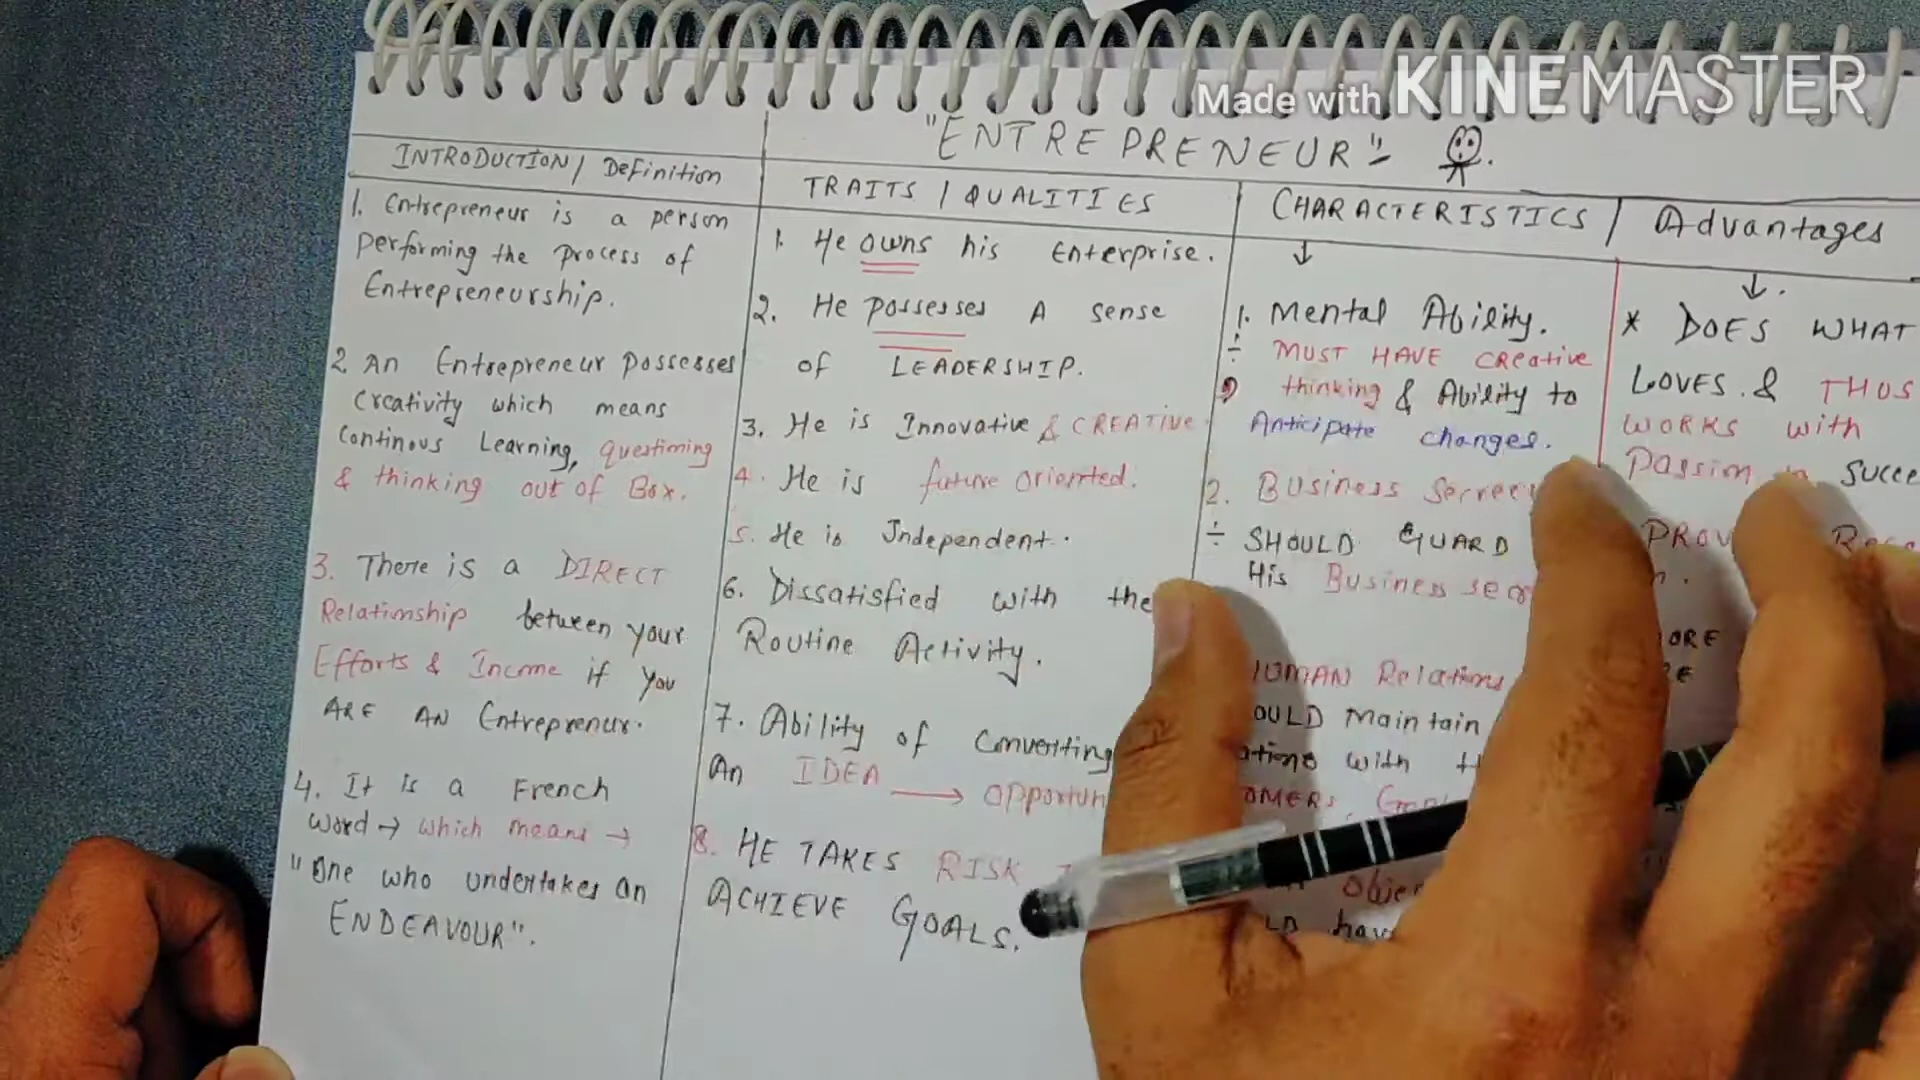 Made with KINEMASTER
"ENTREPRENEUR"
INTRODUCTION / Definition
1. Entrepreneur is a person
performing the process of
Entrepreneurship.
2. An Entrepreneur possesses
Creativity which means
Continous Learning, questioning
& thinking out of Box.
3. There is a DIRECT
Relationship between your
Efforts & Income if you
ARE AN Entrepreneur.
4. It is a French
word → which means →
"One who undertakes an
ENDEAVOUR".
TRAITS / QUALITIES
1. He owns his Enterprise.
2. He possesses A sense
of LEADERSHIP.
3. He is Innovative & CREATIVE
4. He is future oriented.
5. He is Independent.
6. Dissatisfied with the
Routine Activity.
7. Ability of Converting
An IDEA →
8. HE TAKES RISK
ACHIEVE GOALS.
CHARACTERISTICS /
↓
1. Mental Ability.
÷ MUST HAVE Creative
thinking & Ability to
Anticipate changes.
2. Business
÷ SHOULD GUARD
His Business
HUMAN Relations
Maintain
with
Advantages
↓.
* DOES WHAT
LOVES. & THUS
WORKS with
Passion